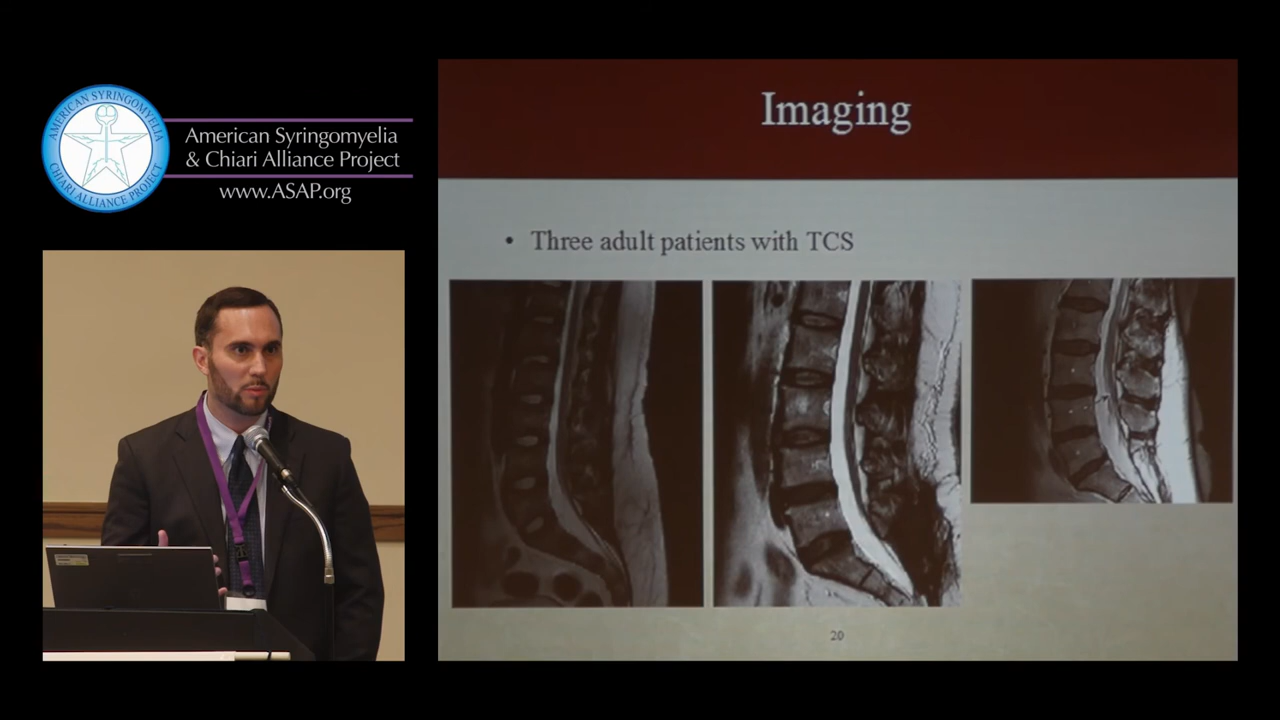 AMERICAN SYRINGOMYELIA
CHIARI ALLIANCE PROJECT
American Syringomyelia
& Chiari Alliance Project
www.ASAP.org
Imaging
• Three adult patients with TCS
20